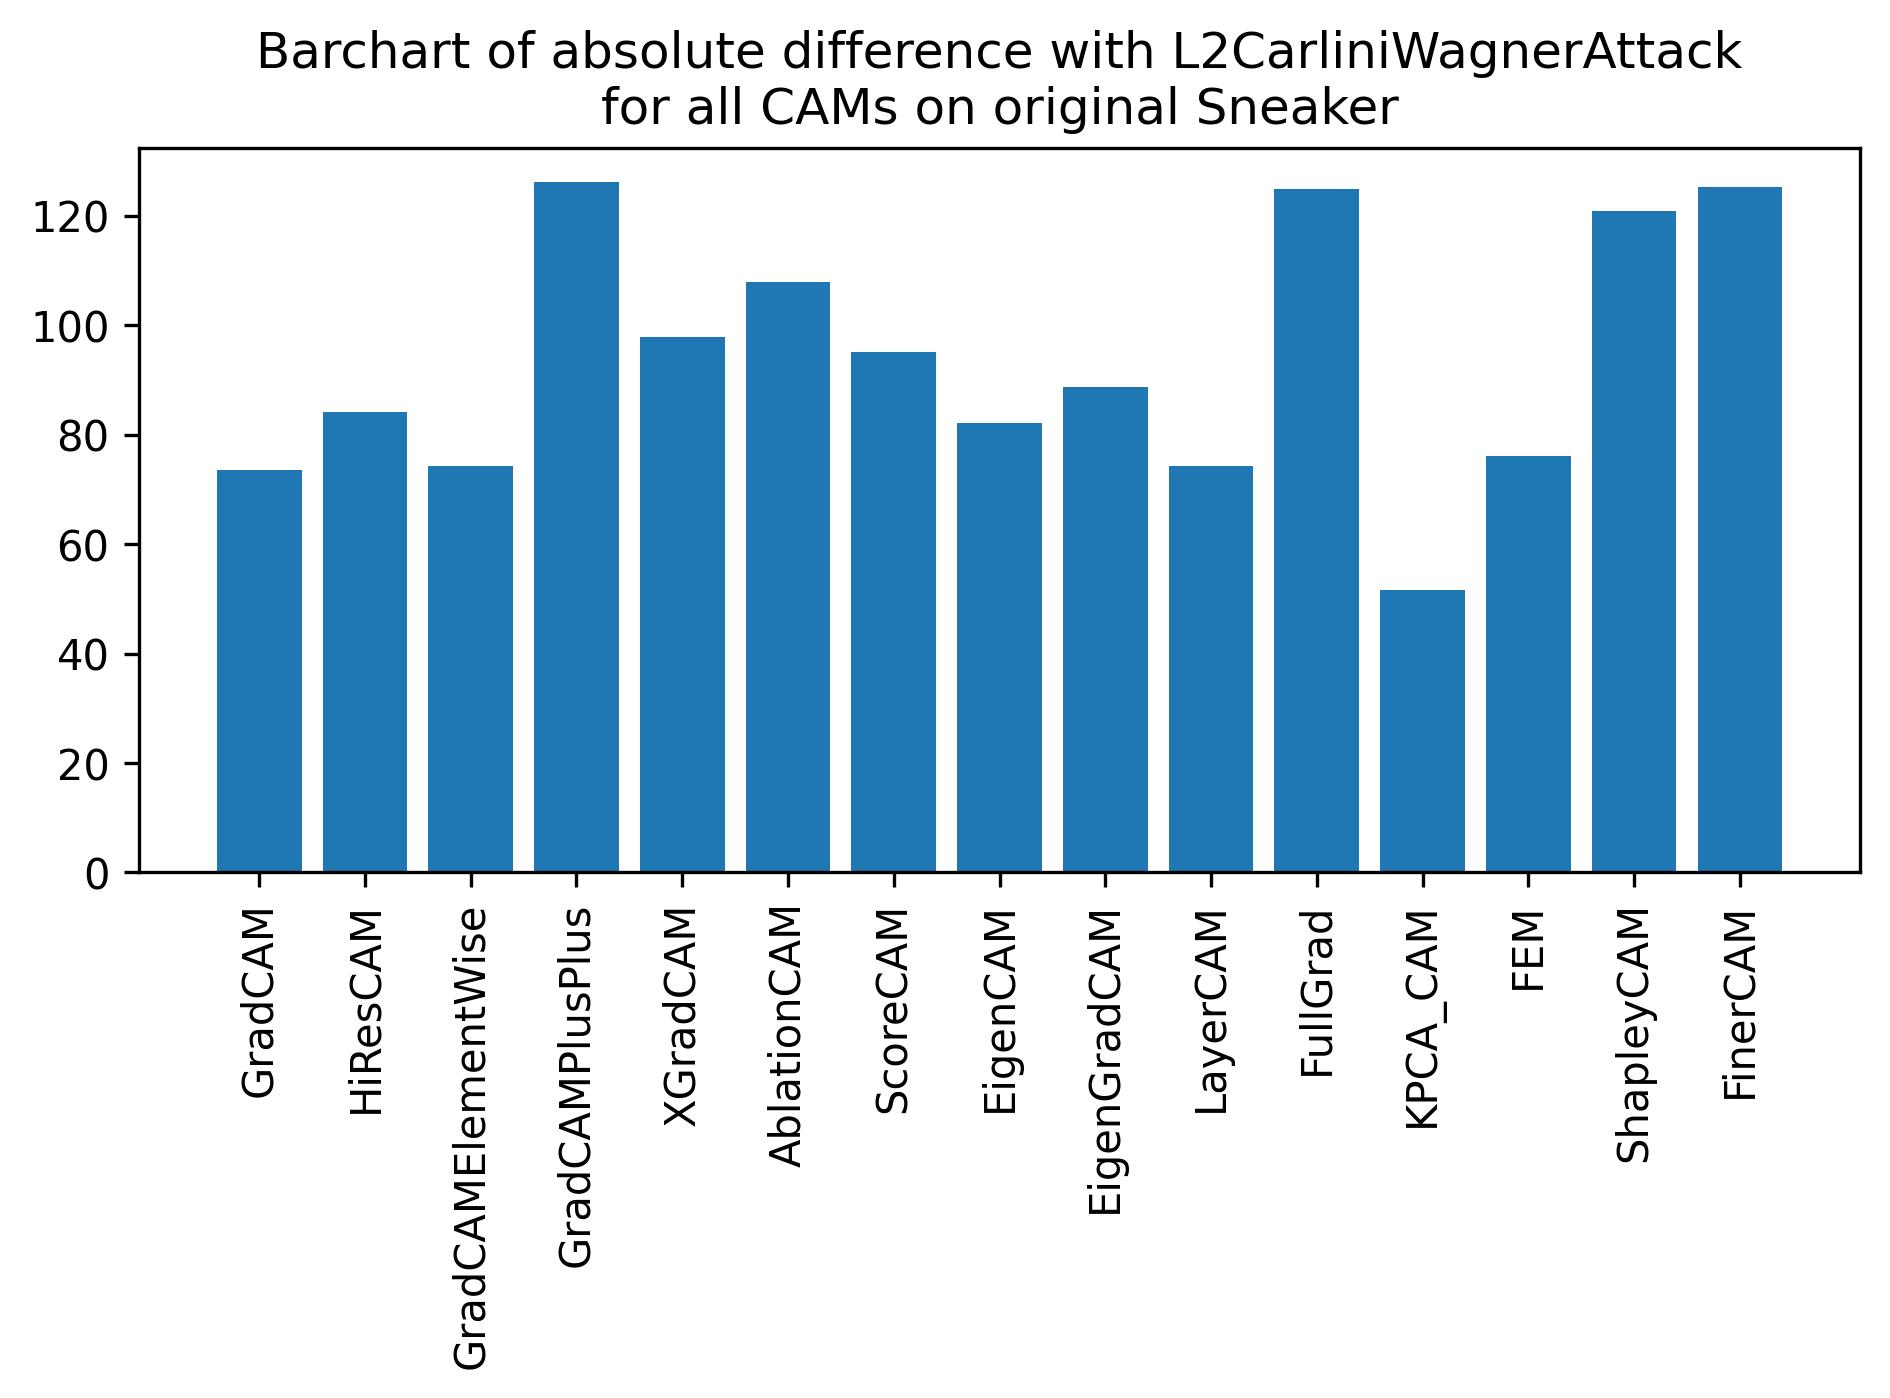 Barchart of absolute difference with L2CarliniWagnerAttack
for all CAMs on original Sneaker
120
100
80
60
40
20
0
GradCAM
HiResCAM
GradCAMElementWise
GradCAMPlusPlus
XGradCAM
AblationCAM
ScoreCAM
EigenCAM
EigenGradCAM
LayerCAM
FullGrad
KPCA_CAM
FEM
ShapleyCAM
FinerCAM